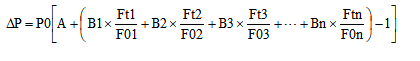 ΔP = P0[A + (B1 × Ft1/F01 + B2 × Ft2/F02 + B3 × Ft3/F03 + ··· + Bn × Ftn/F0n) − 1]